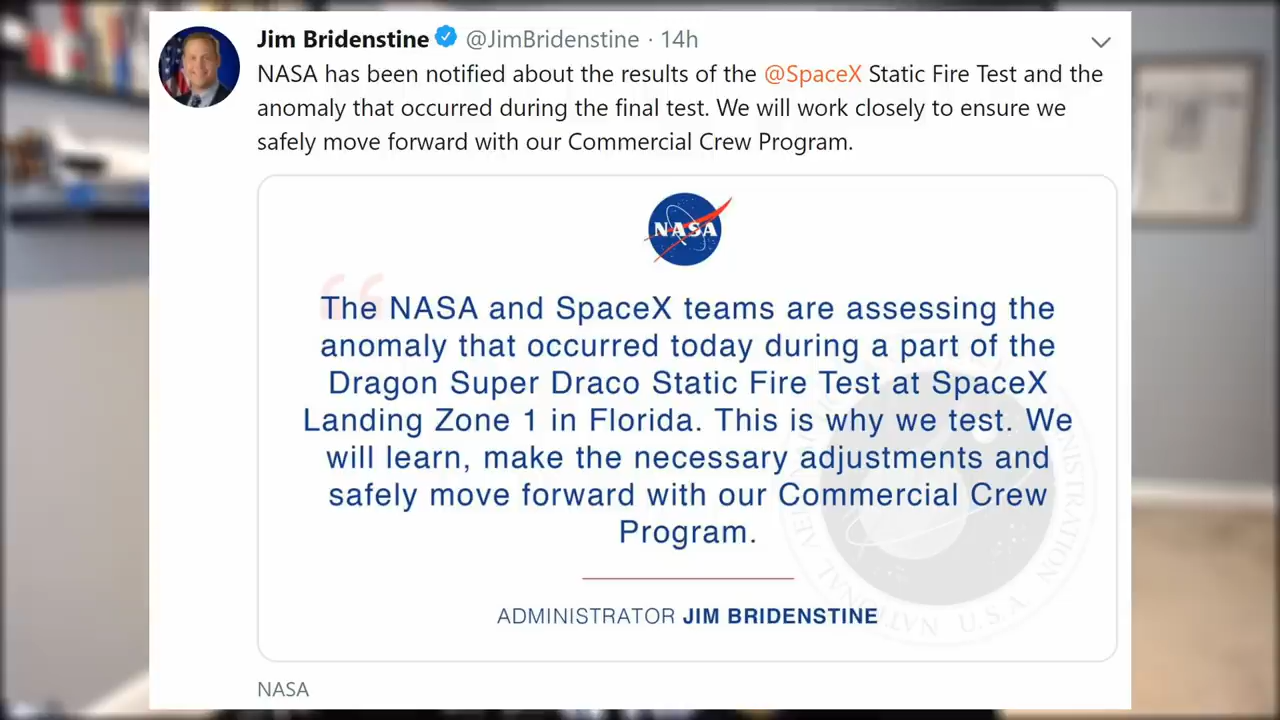 Jim Bridenstine @JimBridenstine · 14h
NASA has been notified about the results of the @SpaceX Static Fire Test and the
anomaly that occurred during the final test. We will work closely to ensure we
safely move forward with our Commercial Crew Program.
NASA
The NASA and SpaceX teams are assessing the
anomaly that occurred today during a part of the
Dragon Super Draco Static Fire Test at SpaceX
Landing Zone 1 in Florida. This is why we test. We
will learn, make the necessary adjustments and
safely move forward with our Commercial Crew
Program.
ADMINISTRATOR JIM BRIDENSTINE
U.S.A
NASA